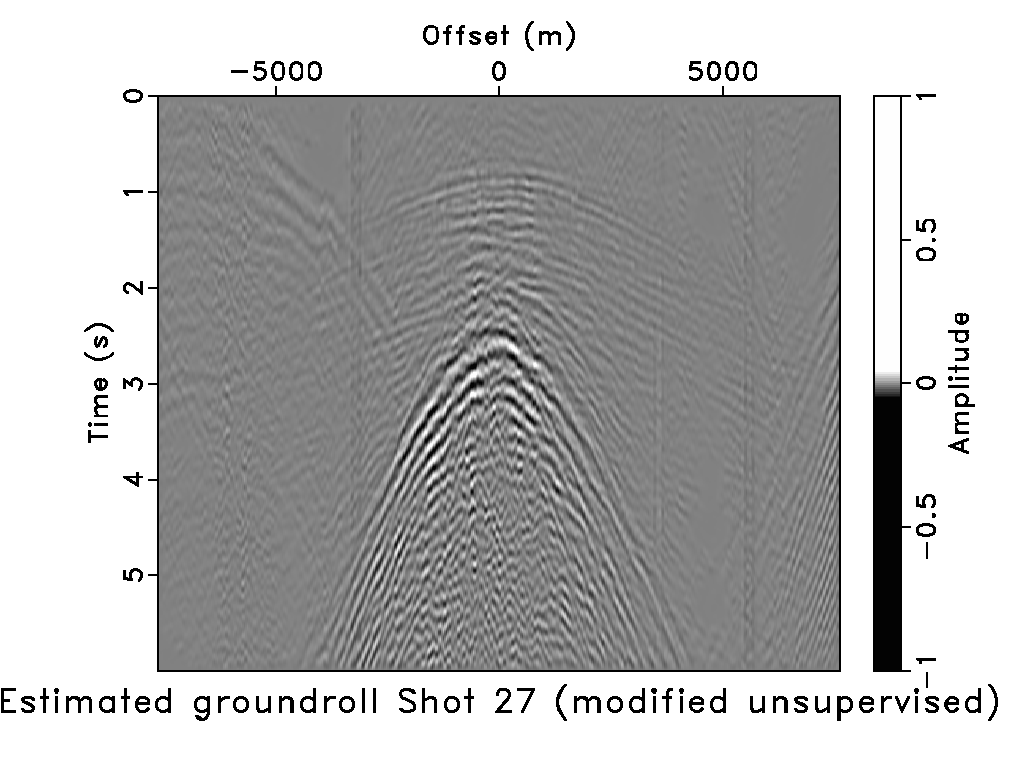 Offset (m)
−5000 0 5000
0
1
2
3
4
5
Time (s)
1
0.5
0
−0.5
−1
Amplitude
Estimated groundroll Shot 27 (modified unsupervised)